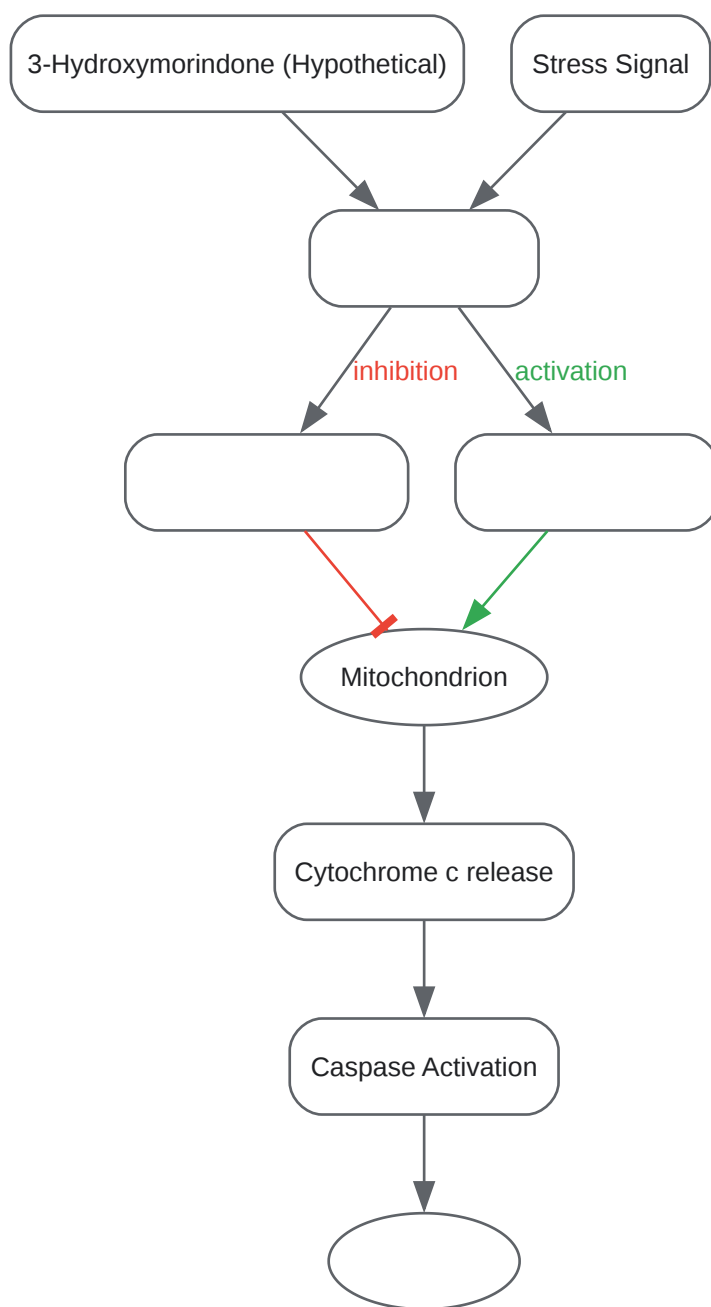 3-Hydroxymorindone (Hypothetical)
Stress Signal
inhibition
activation
Mitochondrion
Cytochrome c release
Caspase Activation